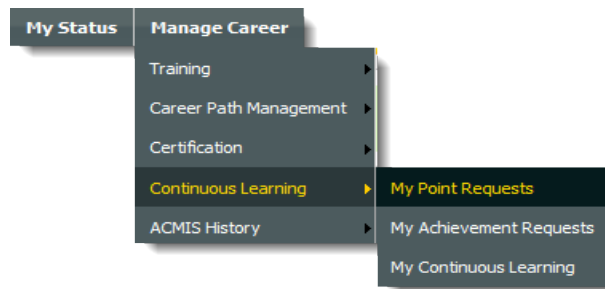 My Status Manage Career
Training
Career Path Management
Certification
Continuous Learning My Point Requests
ACMIS History My Achievement Requests
My Continuous Learning